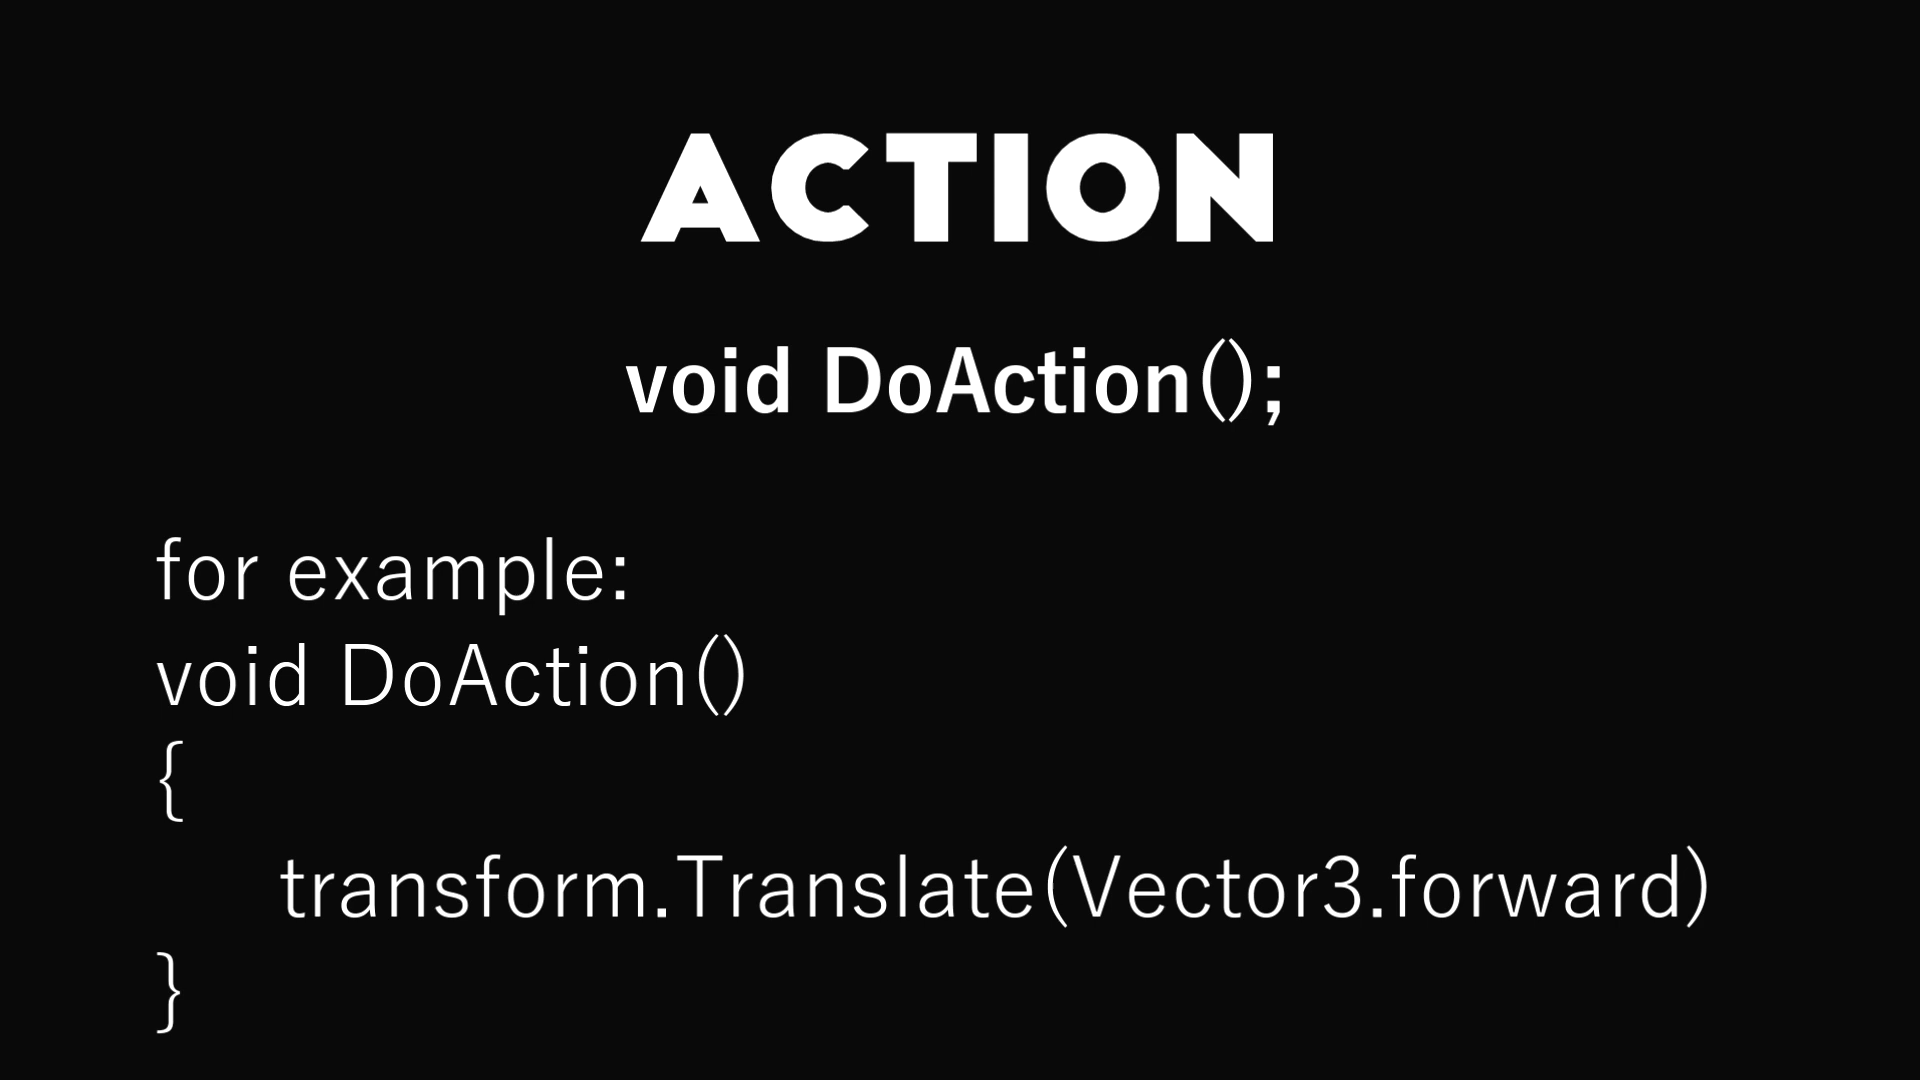 ACTION
void DoAction();
for example:
void DoAction()
{
transform.Translate(Vector3.forward)
}